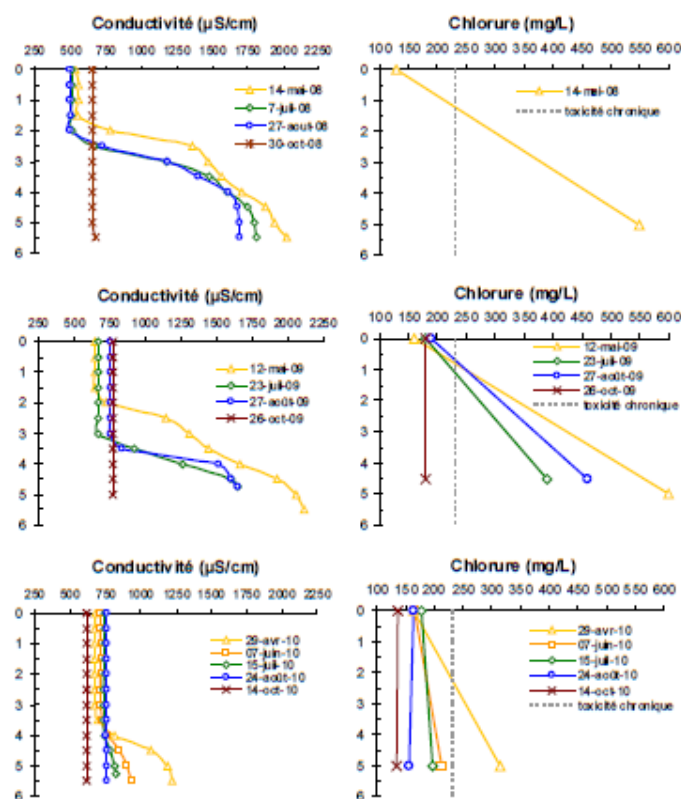 Conductivité (µS/cm)
250 500 750 1000 1250 1500 1750 2000 2250
0
1
2
3
4
5
6
14-mai-08
7-juil-08
27-aout-08
30-oct-08
Chlorure (mg/L)
100 150 200 250 300 350 400 450 500 550 600
0
1
2
3
4
5
6
14-mai-08
toxicité chronique
Conductivité (µS/cm)
250 500 750 1000 1250 1500 1750 2000 2250
0
1
2
3
4
5
6
12-mai-09
23-juil-09
27-août-09
26-oct-09
Chlorure (mg/L)
100 150 200 250 300 350 400 450 500 550 600
0
1
2
3
4
5
6
12-mai-09
23-juil-09
27-août-09
26-oct-09
toxicité chronique
Conductivité (µS/cm)
250 500 750 1000 1250 1500 1750 2000 2250
0
1
2
3
4
5
6
29-avr-10
07-juin-10
15-juil-10
24-août-10
14-oct-10
Chlorure (mg/L)
100 150 200 250 300 350 400 450 500 550 600
0
1
2
3
4
5
6
29-avr-10
07-juin-10
15-juil-10
24-août-10
14-oct-10
toxicité chronique